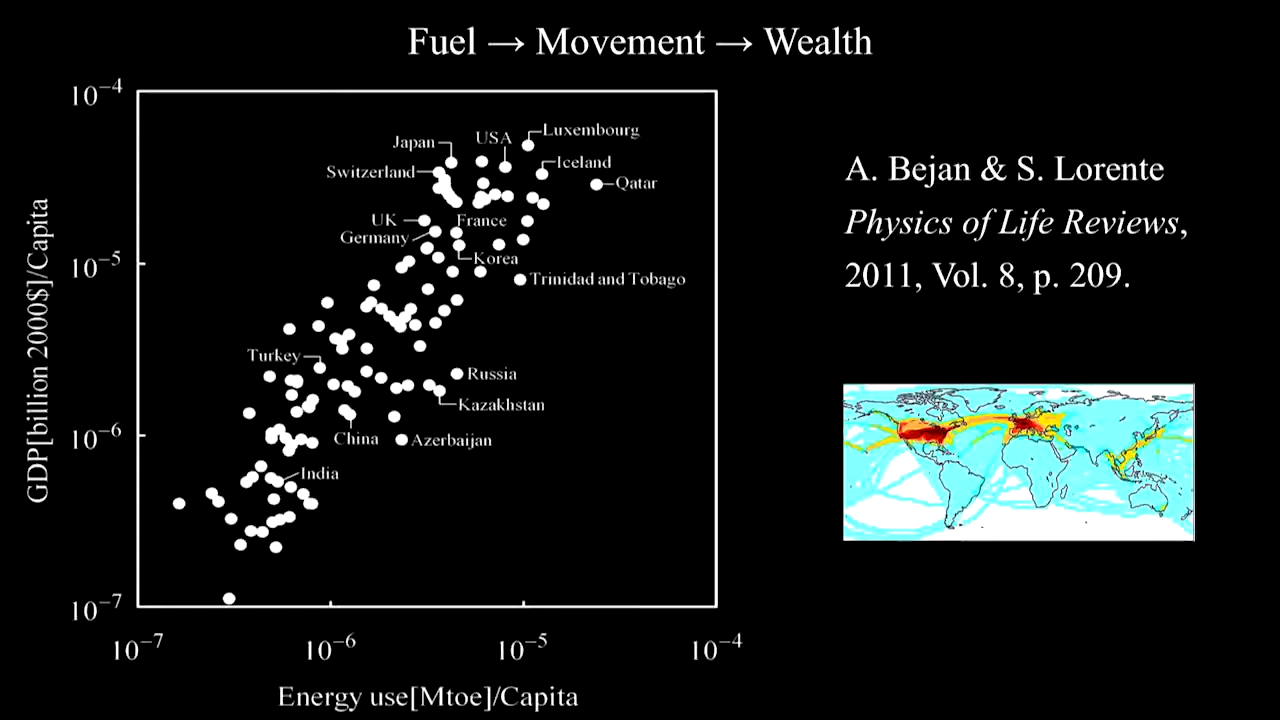 Fuel → Movement → Wealth
10⁻⁴
Luxembourg
USA
Japan
Iceland
Switzerland
Qatar
UK
France
Germany
Korea
10⁻⁵
Trinidad and Tobago
Turkey
Russia
Kazakhstan
China
Azerbaijan
10⁻⁶
India
10⁻⁷
10⁻⁷
10⁻⁶
10⁻⁵
10⁻⁴
Energy use[Mtoe]/Capita
GDP[billion 2000$]/Capita
A. Bejan & S. Lorente
Physics of Life Reviews,
2011, Vol. 8, p. 209.